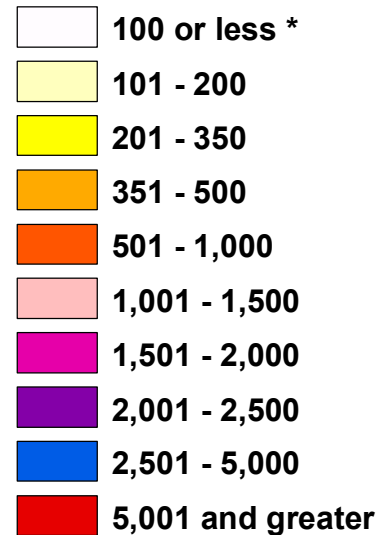 100 or less *
101 - 200
201 - 350
351 - 500
501 - 1,000
1,001 - 1,500
1,501 - 2,000
2,001 - 2,500
2,501 - 5,000
5,001 and greater